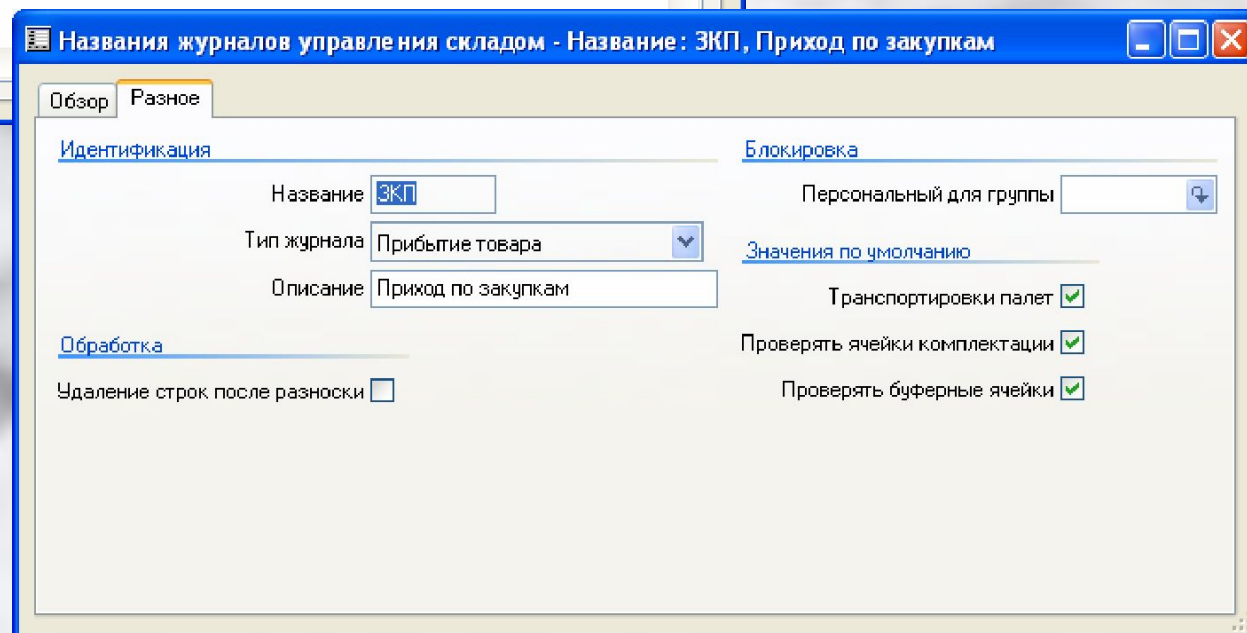 Названия журналов управления складом - Название: ЗКП, Приход по закупкам
Обзор
Разное
Идентификация
Название ЗКП
Тип журнала Прибытие товара
Описание Приход по закупкам
Обработка
Удаление строк после разноски
Блокировка
Персональный для группы
Значения по умолчанию
Транспортировки палет
Проверять ячейки комплектации
Проверять буферные ячейки